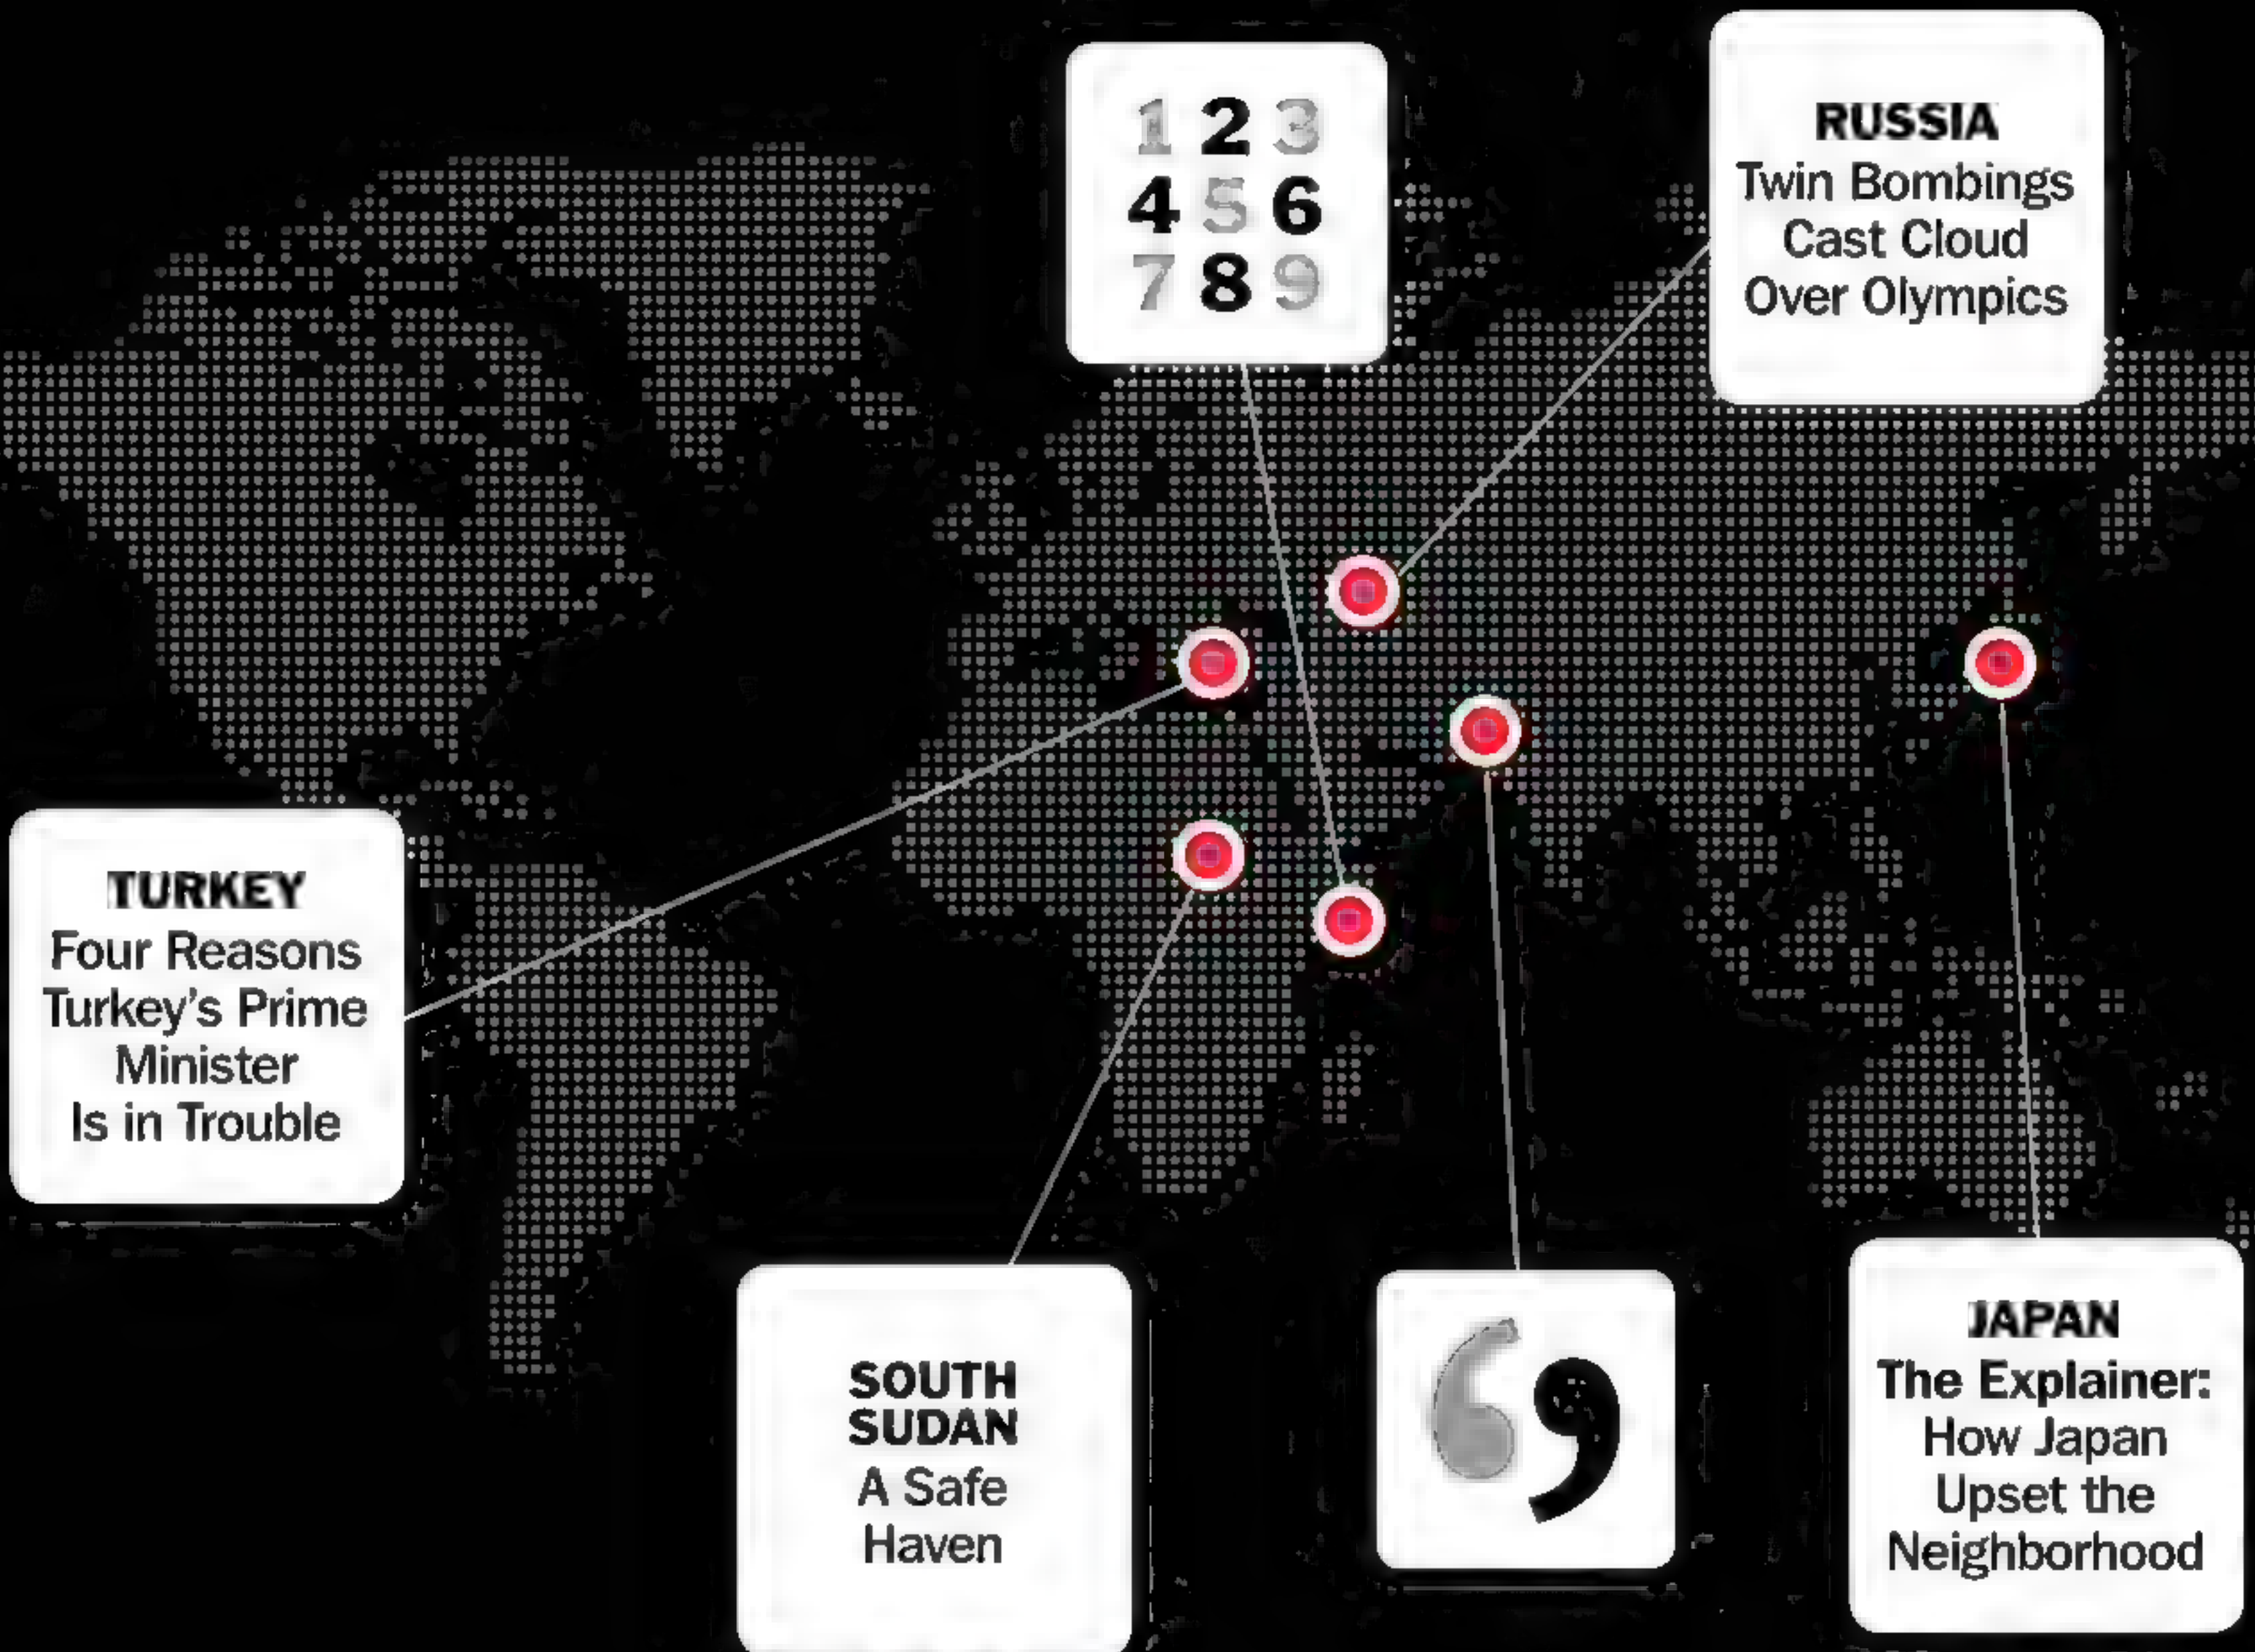 1 2 3
4 5 6
7 8 9
RUSSIA
Twin Bombings
Cast Cloud
Over Olympics
TURKEY
Four Reasons
Turkey's Prime
Minister
Is in Trouble
SOUTH
SUDAN
A Safe
Haven
JAPAN
The Explainer:
How Japan
Upset the
Neighborhood